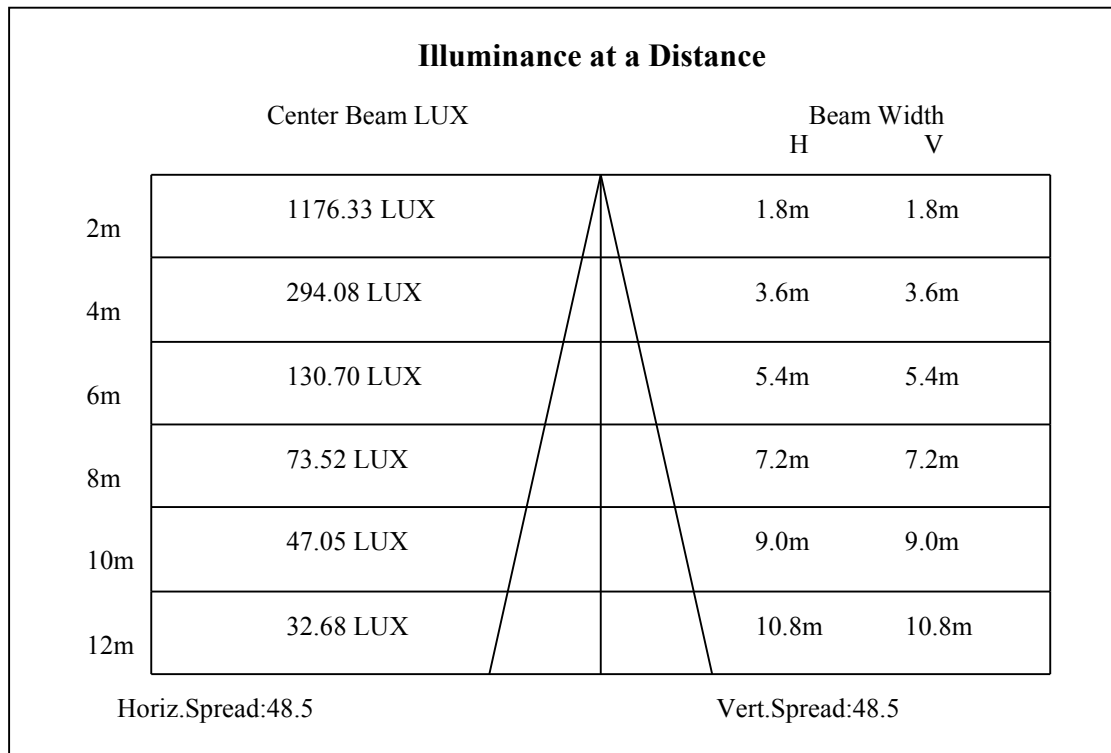 Illuminance at a Distance
Center Beam LUX Beam Width
H V
2m 1176.33 LUX 1.8m 1.8m
4m 294.08 LUX 3.6m 3.6m
6m 130.70 LUX 5.4m 5.4m
8m 73.52 LUX 7.2m 7.2m
10m 47.05 LUX 9.0m 9.0m
12m 32.68 LUX 10.8m 10.8m
Horiz.Spread:48.5 Vert.Spread:48.5